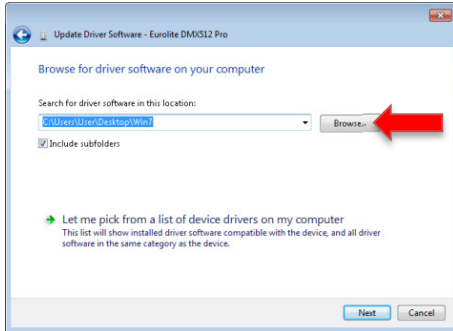 Update Driver Software - Eurolite DMX512 Pro
Browse for driver software on your computer
Search for driver software in this location:
C:\Users\User\Desktop\Win7
Browse..
Include subfolders
Let me pick from a list of device drivers on my computer
This list will show installed driver software compatible with the device, and all driver
software in the same category as the device.
Next Cancel